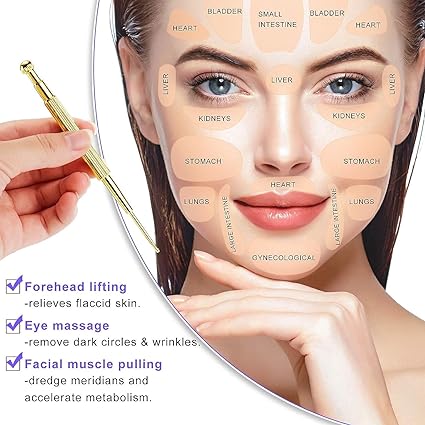 BLADDER
SMALL
INTESTINE
BLADDER
HEART
HEART
LIVER
LIVER
LIVER
KIDNEYS
KIDNEYS
STOMACH
STOMACH
HEART
LUNGS
LUNGS
LARGE INTESTINE
LARGE INTESTINE
GYNECOLOGICAL
Forehead lifting
-relieves flaccid skin.
Eye massage
-remove dark circles & wrinkles.
Facial muscle pulling
-dredge meridians and
accelerate metabolism.